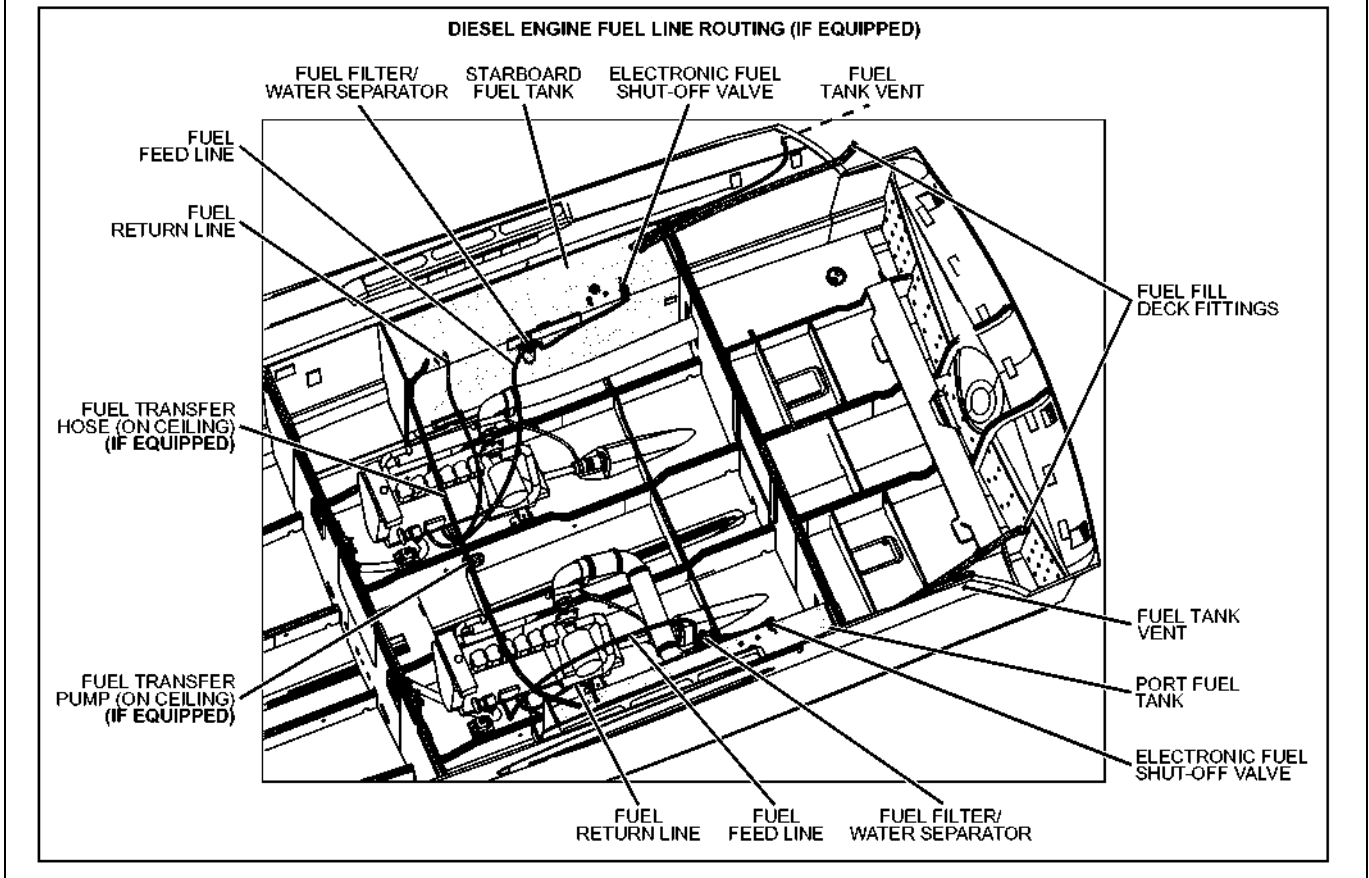 DIESEL ENGINE FUEL LINE ROUTING (IF EQUIPPED)
FUEL FILTER/
WATER SEPARATOR
STARBOARD
FUEL TANK
ELECTRONIC FUEL
SHUT-OFF VALVE
FUEL
TANK VENT
FUEL
FEED LINE
FUEL
RETURN LINE
FUEL FILL
DECK FITTINGS
FUEL TRANSFER
HOSE (ON CEILING)
(IF EQUIPPED)
FUEL TANK
VENT
FUEL TRANSFER
PUMP (ON CEILING)
(IF EQUIPPED)
PORT FUEL
TANK
ELECTRONIC FUEL
SHUT-OFF VALVE
FUEL
RETURN LINE
FUEL
FEED LINE
FUEL FILTER/
WATER SEPARATOR